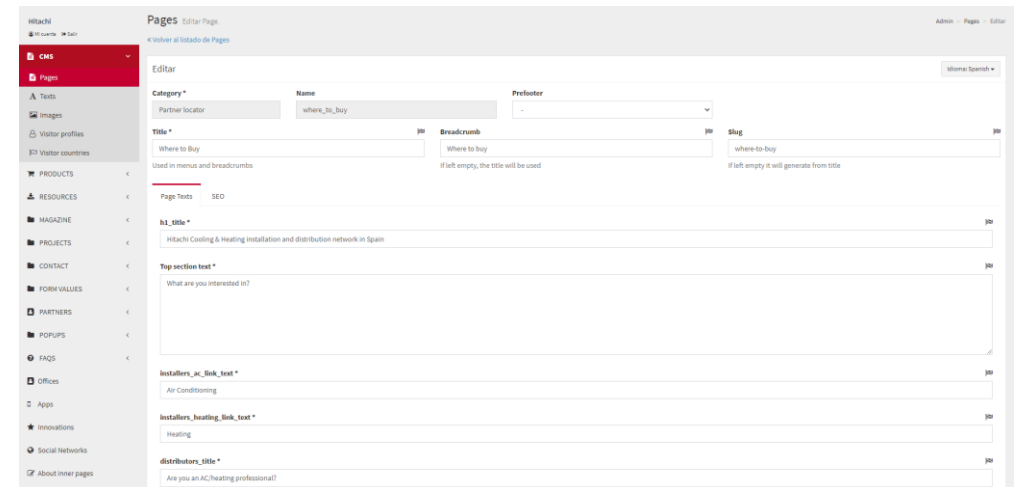 Hitachi
Mi cuenta Salir
CMS
Pages
Texts
Images
Visitor profiles
Visitor countries
PRODUCTS
RESOURCES
MAGAZINE
PROJECTS
CONTACT
FORM VALUES
PARTNERS
POPUPS
FAQS
Offices
Apps
Innovations
Social Networks
About inner pages
Pages Editar Page.
Admin > Pages > Editar
« Volver al listado de Pages
Editar
Idioma: Spanish
Category *
Name
Prefooter
Partner locator
where_to_buy
-
Title *
Breadcrumb
Slug
Where to Buy
Where to buy
where-to-buy
Used in menus and breadcrumbs
If left empty, the title will be used
If left empty it will generate from title
Page Texts
SEO
h1_title *
Hitachi Cooling & Heating installation and distribution network in Spain
Top section text *
What are you interested in?
installers_ac_link_text *
Air Conditioning
installers_heating_link_text *
Heating
distributors_title *
Are you an AC/heating professional?